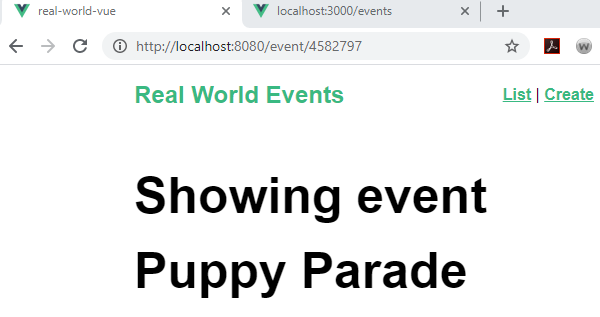 real-world-vue
localhost:3000/events
http://localhost:8080/event/4582797
Real World Events
List | Create
Showing event
Puppy Parade